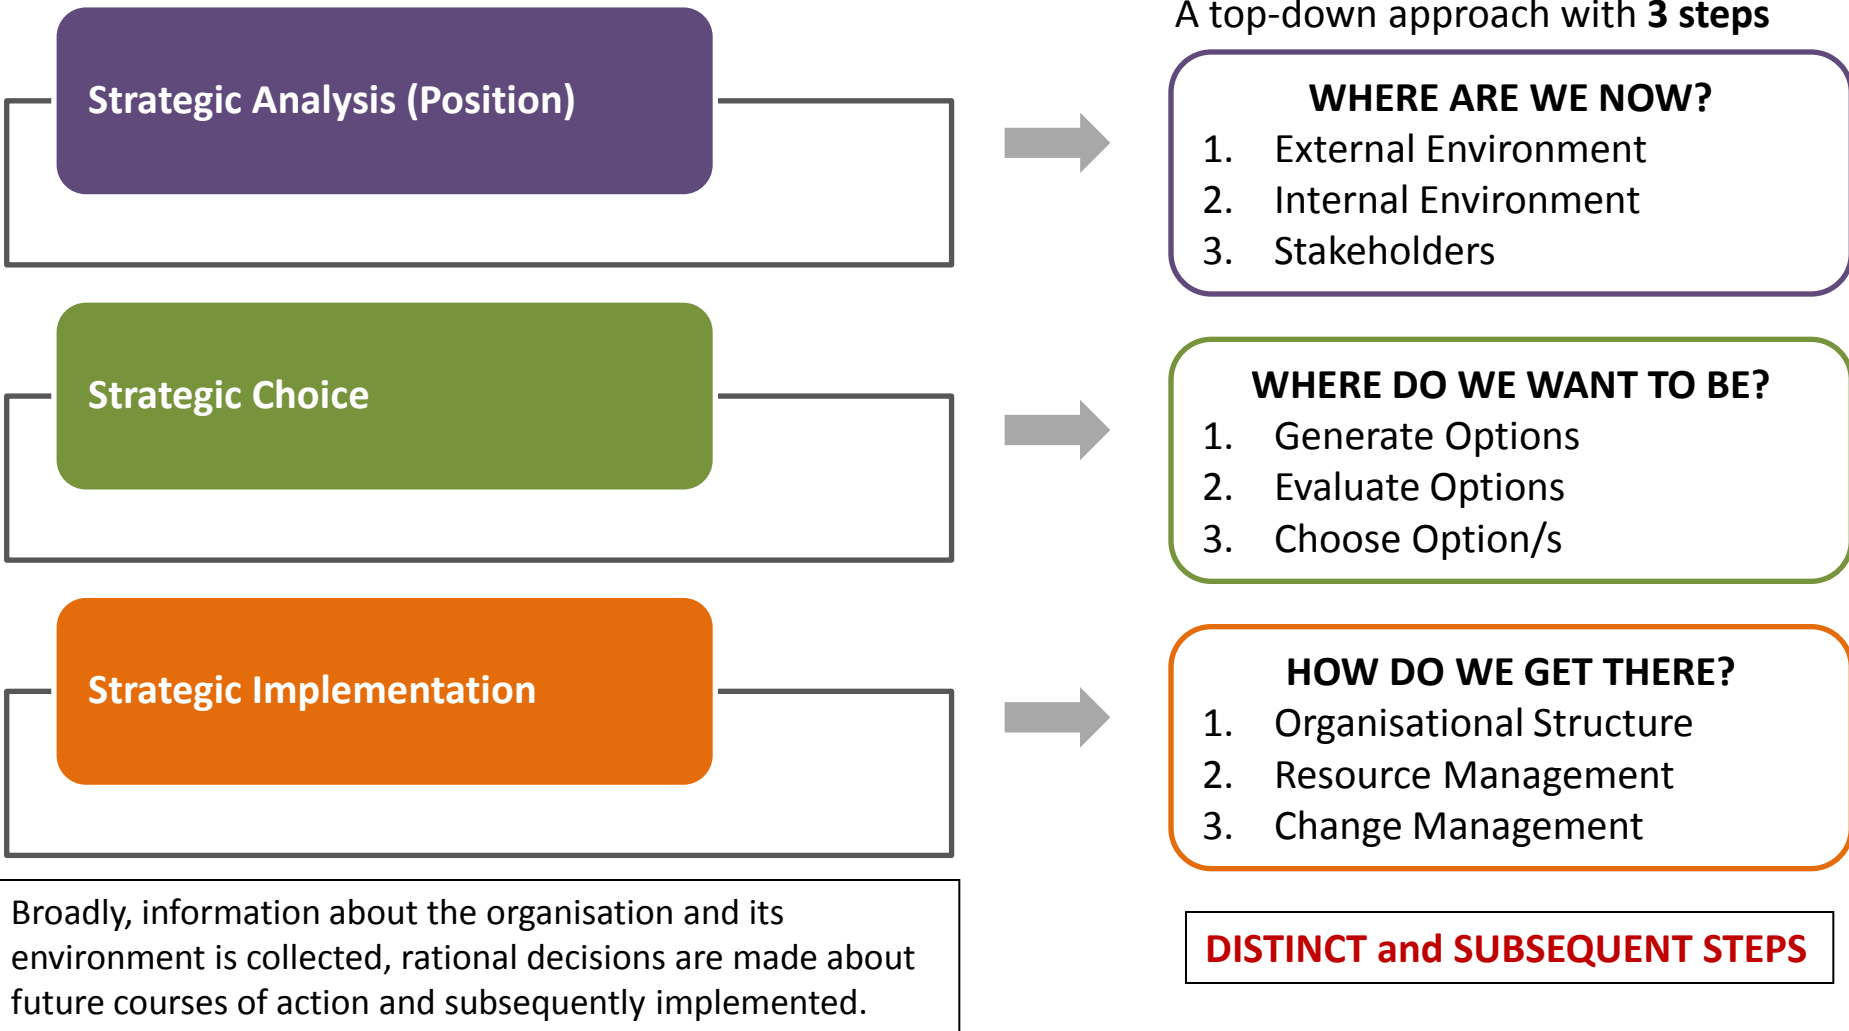 A top-down approach with 3 steps
Strategic Analysis (Position)
WHERE ARE WE NOW?
1. External Environment
2. Internal Environment
3. Stakeholders
Strategic Choice
WHERE DO WE WANT TO BE?
1. Generate Options
2. Evaluate Options
3. Choose Option/s
Strategic Implementation
HOW DO WE GET THERE?
1. Organisational Structure
2. Resource Management
3. Change Management
Broadly, information about the organisation and its
environment is collected, rational decisions are made about
future courses of action and subsequently implemented.
DISTINCT and SUBSEQUENT STEPS